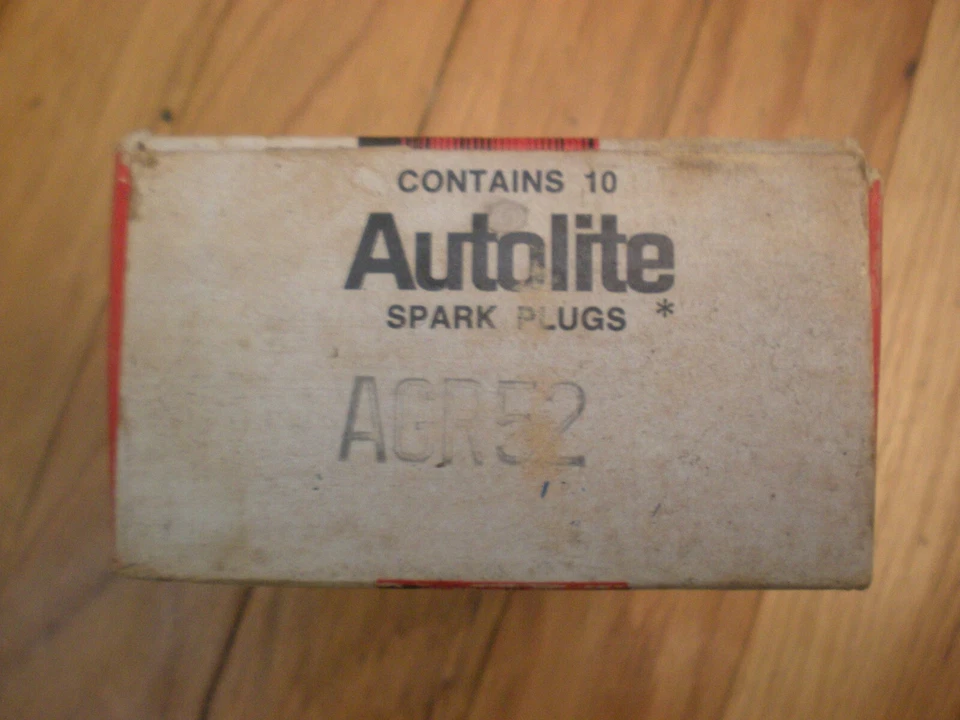 CONTAINS 10
Autolite
SPARK PLUGS *
AGR52